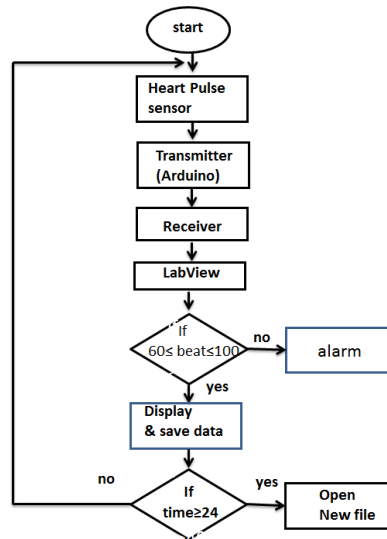 start
Heart Pulse
sensor
Transmitter
(Arduino)
Receiver
LabView
If
60≤ beat≤100
no
alarm
yes
Display
& save data
no
If
time≥24
yes
Open
New file